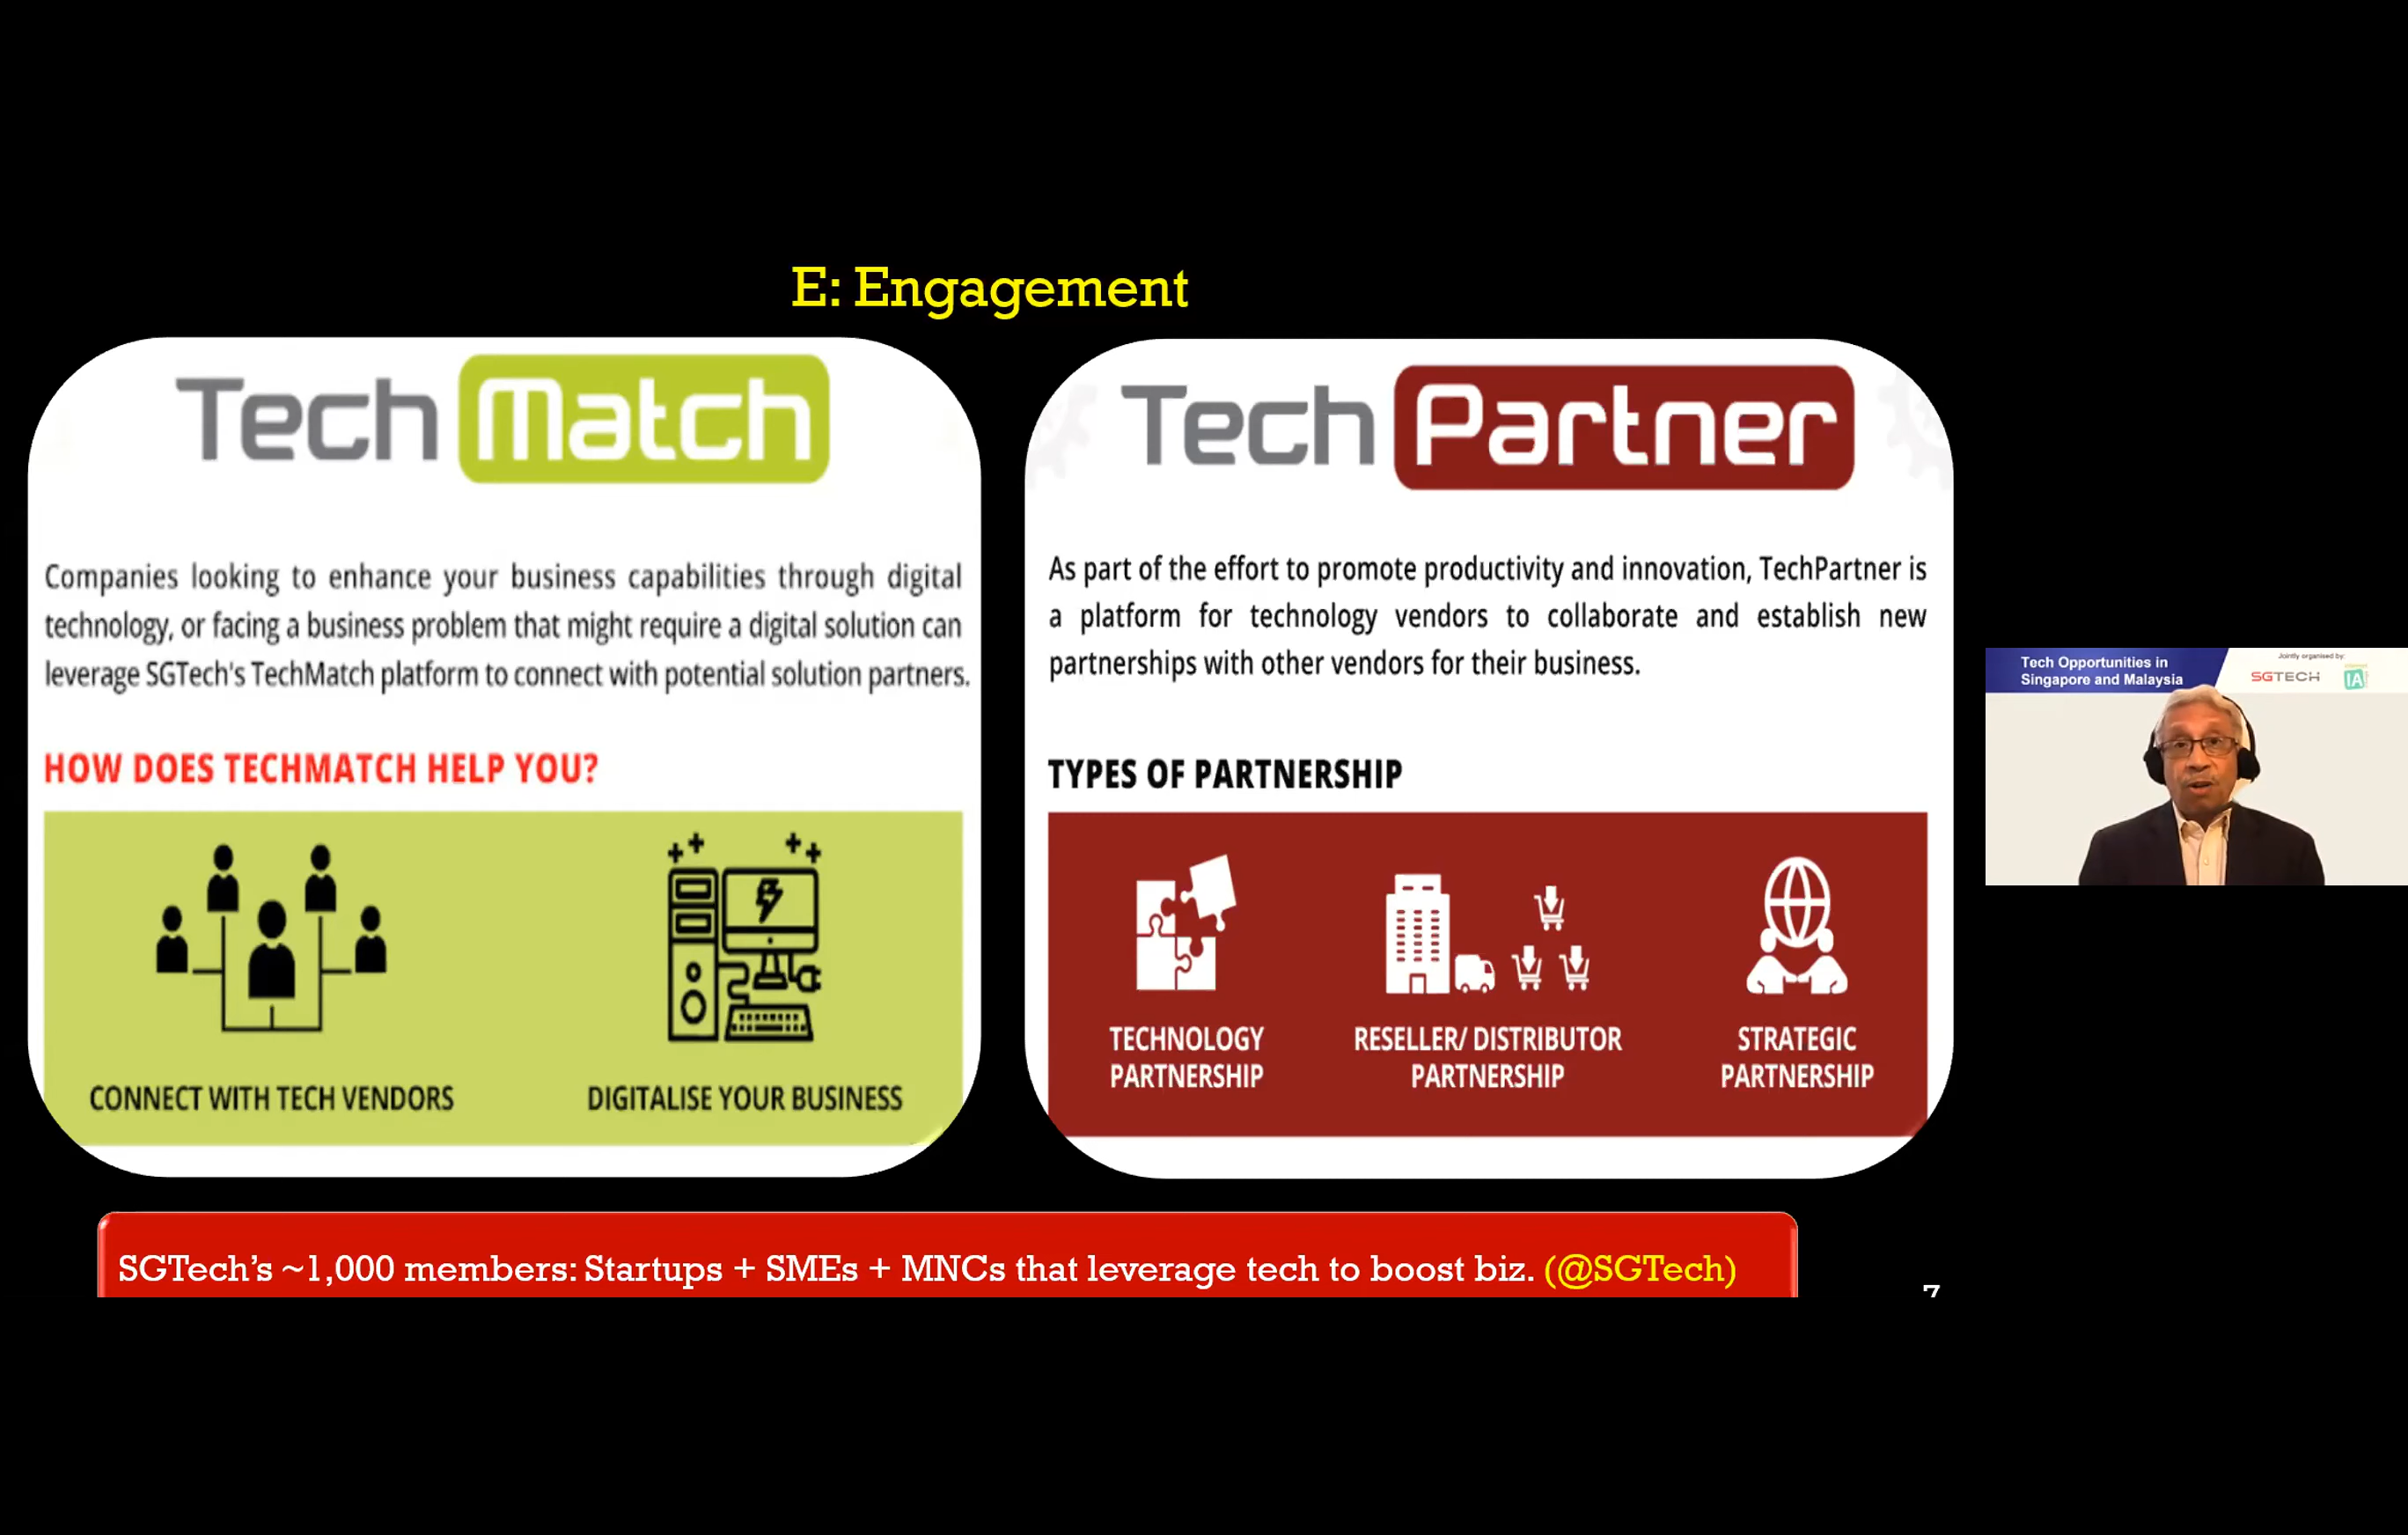 E: Engagement
Tech Match
Companies looking to enhance your business capabilities through digital
technology, or facing a business problem that might require a digital solution can
leverage SGTech's TechMatch platform to connect with potential solution partners.
HOW DOES TECHMATCH HELP YOU?
CONNECT WITH TECH VENDORS
DIGITALISE YOUR BUSINESS
Tech Partner
As part of the effort to promote productivity and innovation, TechPartner is
a platform for technology vendors to collaborate and establish new
partnerships with other vendors for their business.
TYPES OF PARTNERSHIP
TECHNOLOGY
PARTNERSHIP
RESELLER/ DISTRIBUTOR
PARTNERSHIP
STRATEGIC
PARTNERSHIP
SGTech’s ~1,000 members: Startups + SMEs + MNCs that leverage tech to boost biz. (@SGTech)
7
Tech Opportunities in
Singapore and Malaysia
Jointly organised by:
SGTECH
IA